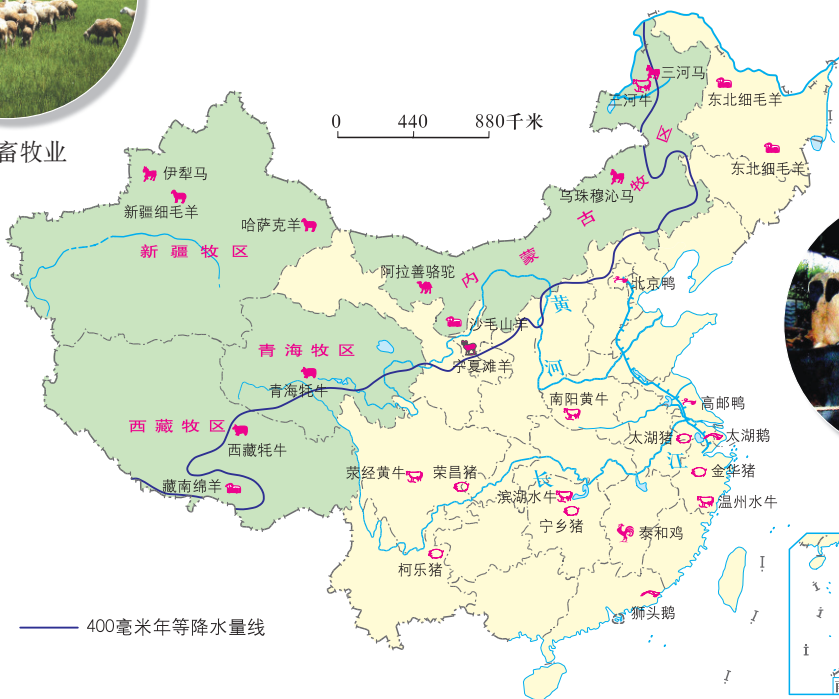 畜牧业
0 440 880千米
三河马
三河牛
东北细毛羊
东北细毛羊
伊犁马
新疆细毛羊
哈萨克羊
新疆牧区
乌珠穆沁马
内蒙古牧区
阿拉善骆驼
沙毛山羊
宁夏滩羊
北京鸭
黄河
青海牧区
青海牦牛
西藏牧区
西藏牦牛
藏南绵羊
南阳黄牛
高邮鸭
太湖猪
太湖鹅
荥经黄牛
荣昌猪
长江
金华猪
滨湖水牛
温州水牛
宁乡猪
泰和鸡
柯乐猪
狮头鹅
400毫米年等降水量线